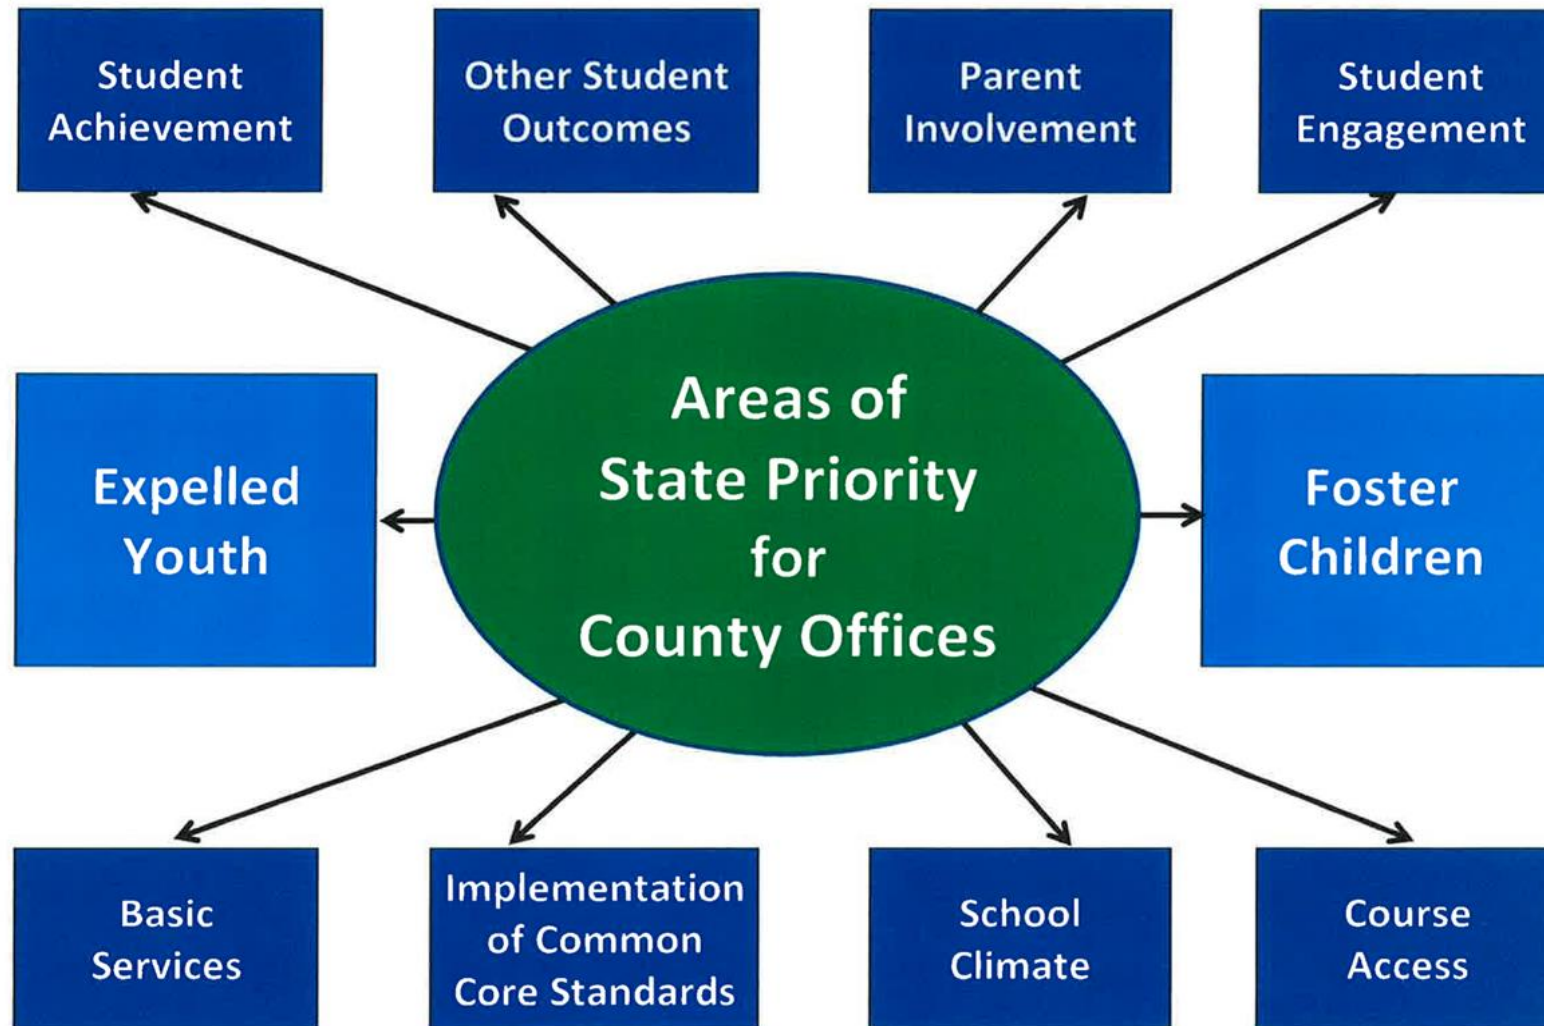 Student
Achievement
Other Student
Outcomes
Parent
Involvement
Student
Engagement
Expelled
Youth
Areas of
State Priority
for
County Offices
Foster
Children
Basic
Services
Implementation
of Common
Core Standards
School
Climate
Course
Access